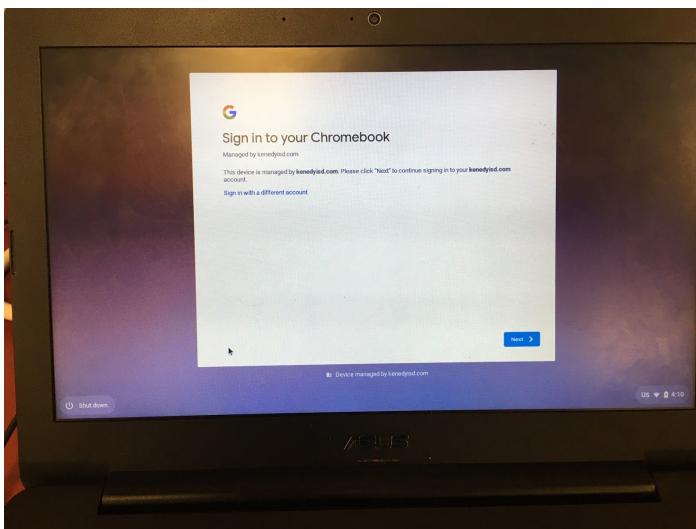 Sign in to your Chromebook
Managed by kenedyisd.com
This device is managed by kenedyisd.com. Please click "Next" to continue signing in to your kenedyisd.com
account.
Sign in with a different account
Next
Device managed by kenedyisd.com
Shut down
US 4:10
ASUS